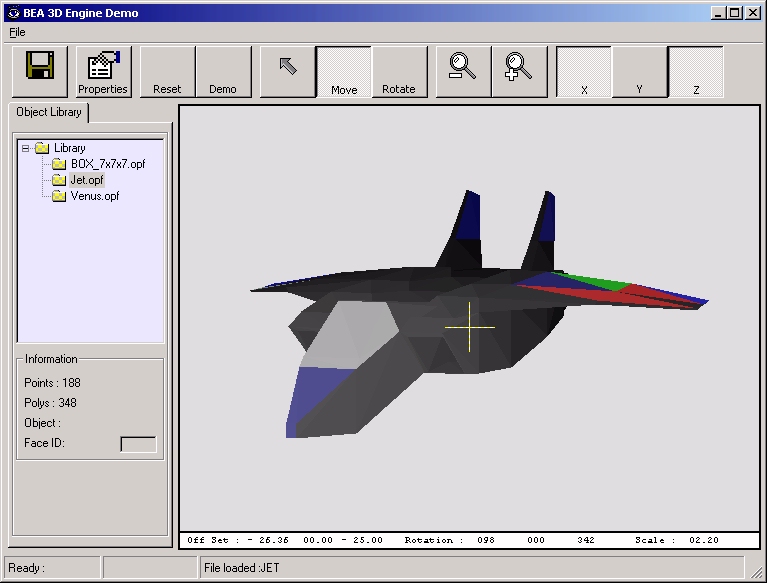 BEA 3D Engine Demo
File
Properties Reset Demo Move Rotate X Y Z
Object Library
Library
BOX_7x7x7.opf
Jet.opf
Venus.opf
Information
Points : 188
Polys : 348
Object :
Face ID:
Off Set : - 26.36 00.00 - 25.00 Rotation : 098 000 342 Scale : 02.20
Ready : File loaded :JET